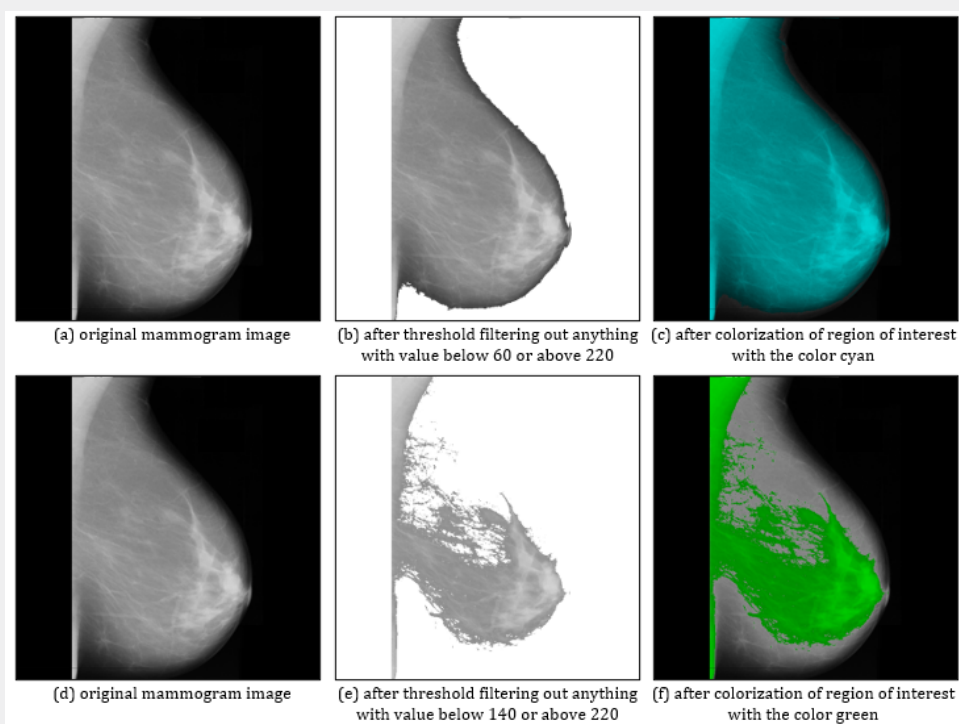 (a) original mammogram image
(b) after threshold filtering out anything
with value below 60 or above 220
(c) after colorization of region of interest
with the color cyan
(d) original mammogram image
(e) after threshold filtering out anything
with value below 140 or above 220
(f) after colorization of region of interest
with the color green